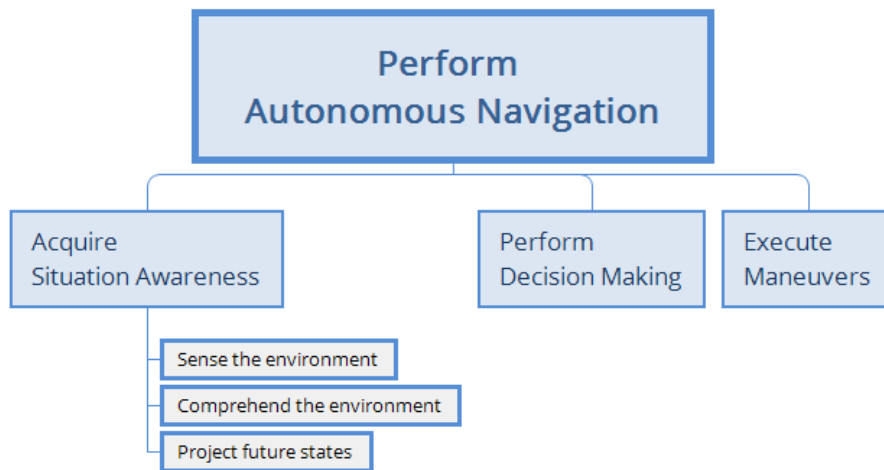 Perform
Autonomous Navigation
Acquire
Situation Awareness
Perform
Decision Making
Execute
Maneuvers
Sense the environment
Comprehend the environment
Project future states